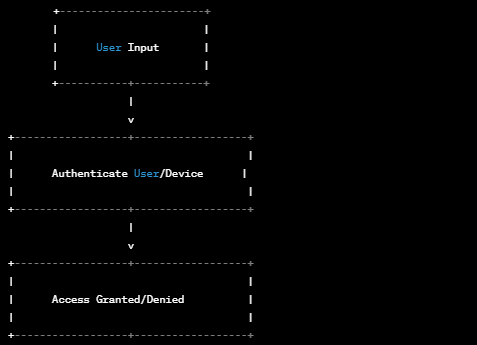 User Input
v
Authenticate User/Device
v
Access Granted/Denied